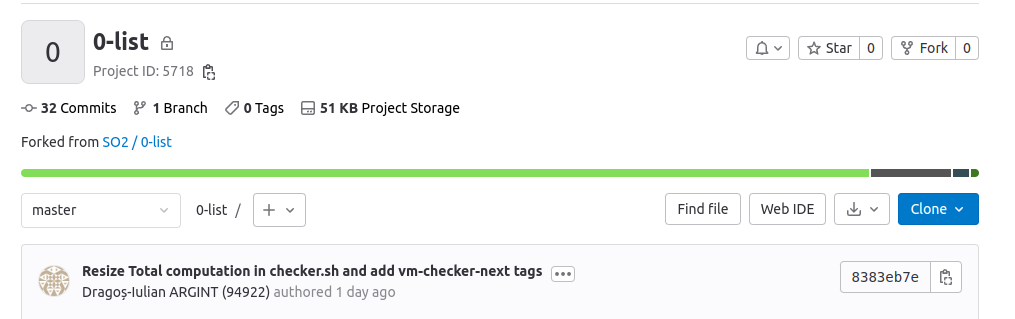 0
0-list
Project ID: 5718
Star 0
Fork 0
32 Commits 1 Branch 0 Tags 51 KB Project Storage
Forked from SO2 / 0-list
master
0-list / +
Find file
Web IDE
Clone
Resize Total computation in checker.sh and add vm-checker-next tags
Dragoș-Iulian ARGINT (94922) authored 1 day ago
8383eb7e